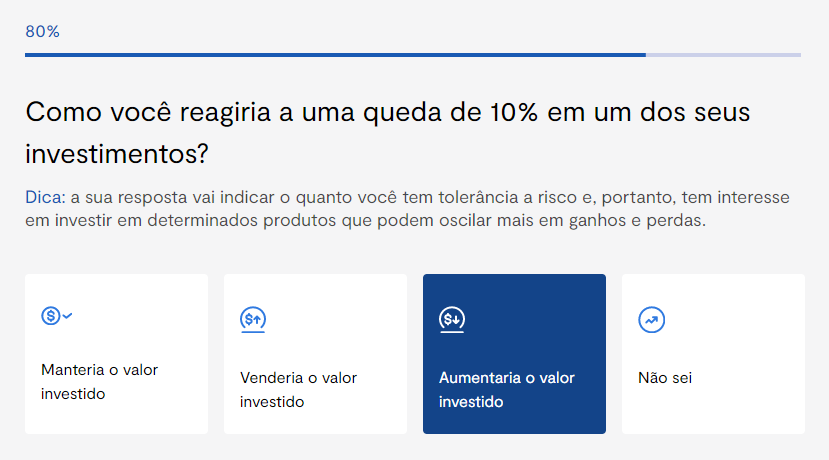 80%
Como você reagiria a uma queda de 10% em um dos seus
investimentos?
Dica: a sua resposta vai indicar o quanto você tem tolerância a risco e, portanto, tem interesse
em investir em determinados produtos que podem oscilar mais em ganhos e perdas.
Manteria o valor
investido
Venderia o valor
investido
Aumentaria o valor
investido
Não sei